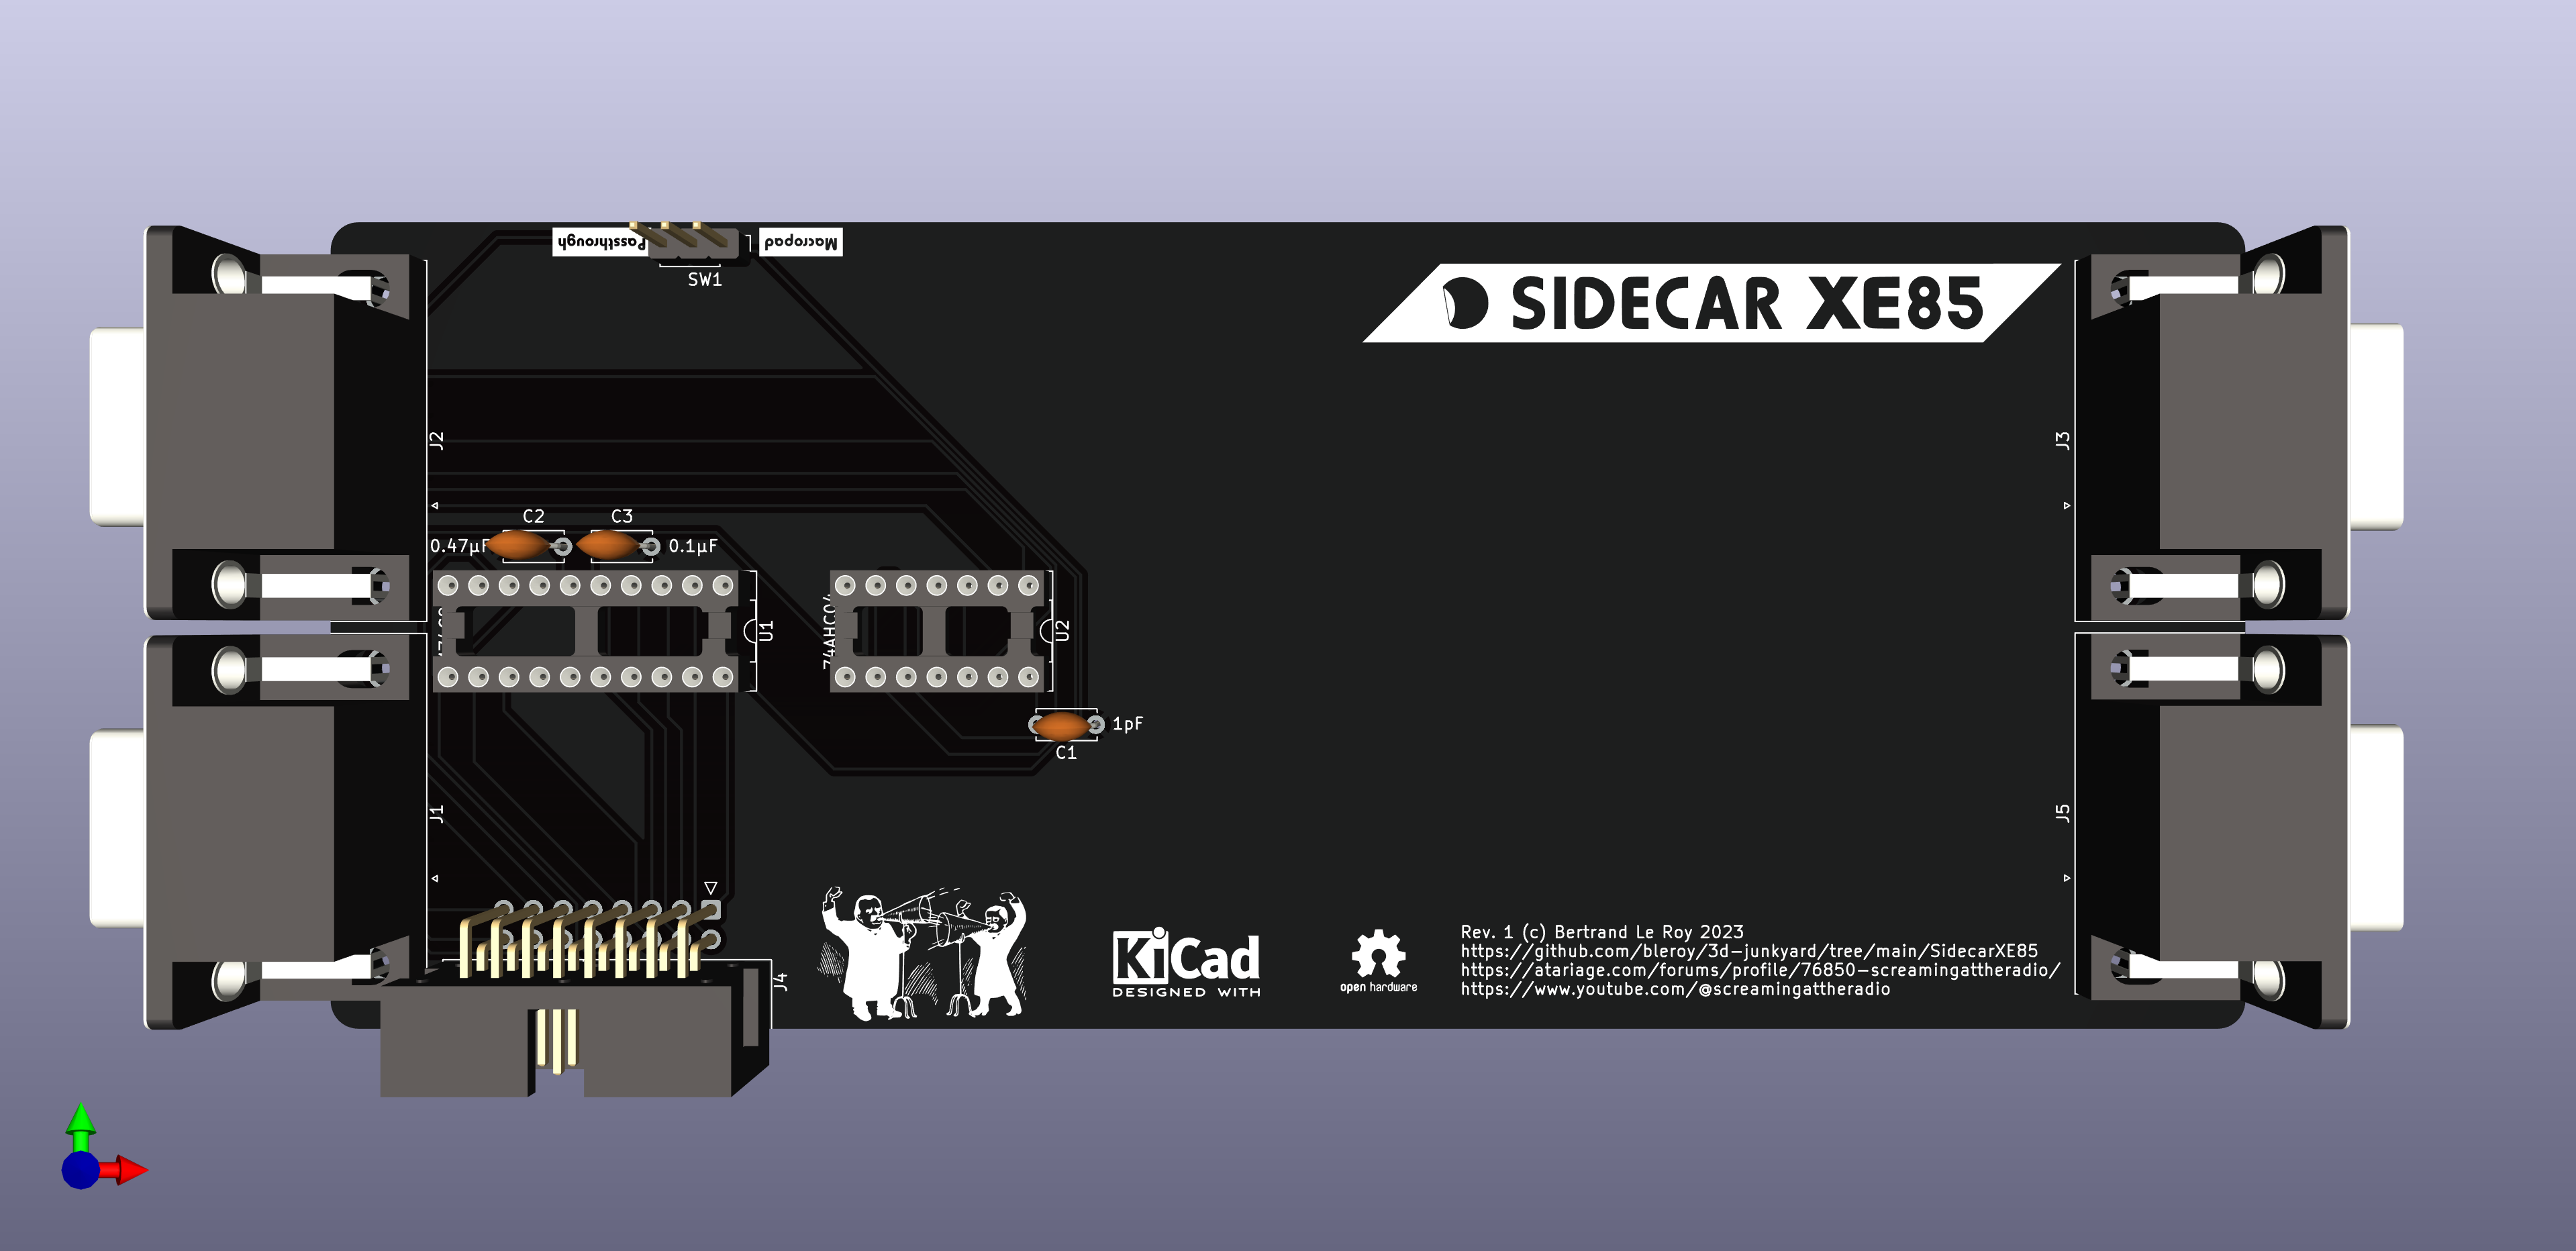 Passthrough
Macropad
SW1
SIDECAR XE85
J2
J3
C2
C3
0.47µF
0.1µF
U1
74AHC04
U2
1pF
C1
J1
J5
J4
KiCad
DESIGNED WITH
open hardware
Rev. 1 (c) Bertrand Le Roy 2023
https://github.com/bleroy/3d-junkyard/tree/main/SidecarXE85
https://atariage.com/forums/profile/76850-screamingattheradio/
https://www.youtube.com/@screamingattheradio